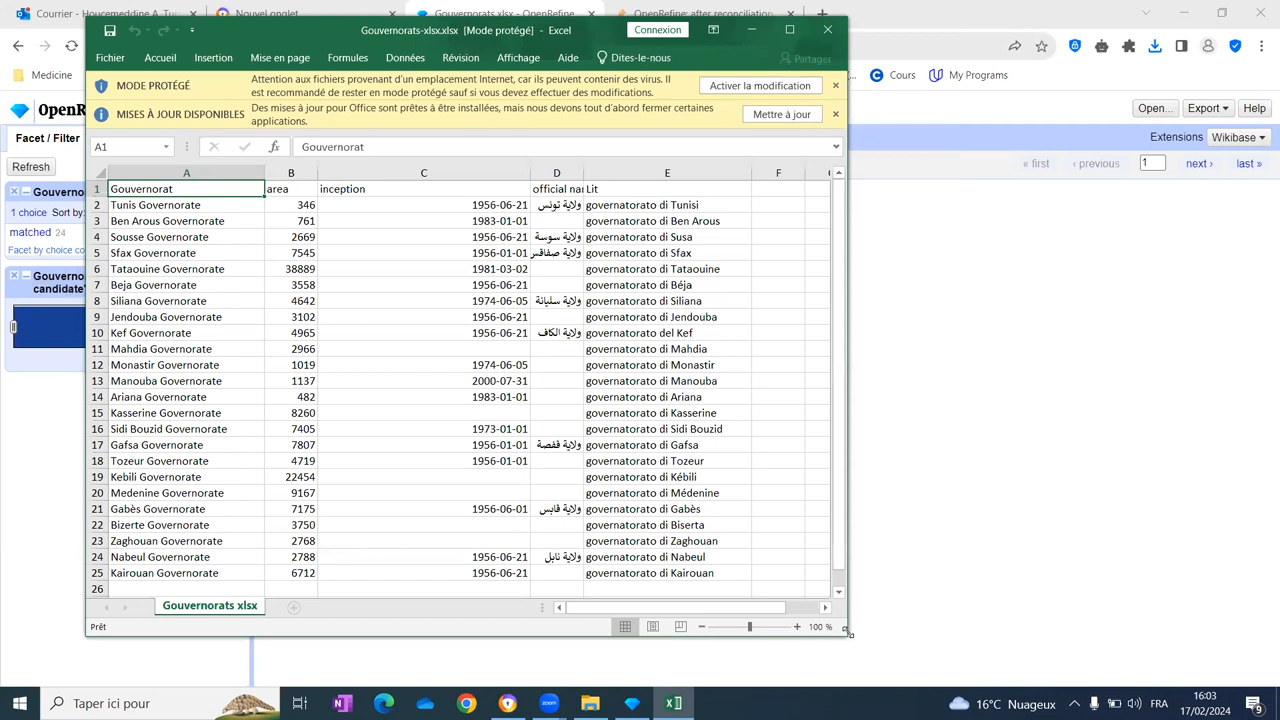 Gouvernorats-xlsx.xlsx [Mode protégé] - Excel
Connexion
Fichier Accueil Insertion Mise en page Formules Données Révision Affichage Aide Dites-le-nous Partager
MODE PROTÉGÉ Attention aux fichiers provenant d'un emplacement Internet, car ils peuvent contenir des virus. Il
est recommandé de rester en mode protégé sauf si vous devez effectuer des modifications.
Activer la modification
MISES À JOUR DISPONIBLES Des mises à jour pour Office sont prêtes à être installées, mais nous devons tout d'abord fermer certaines
applications.
Mettre à jour
A1 Gouvernorat
A B C D E F
1 Gouvernorat area inception official nar Lit
2 Tunis Governorate 346 1956-06-21 ولاية تونس governatorato di Tunisi
3 Ben Arous Governorate 761 1983-01-01 governatorato di Ben Arous
4 Sousse Governorate 2669 1956-06-21 ولاية سوسة governatorato di Susa
5 Sfax Governorate 7545 1956-01-01 ولاية صفاقس governatorato di Sfax
6 Tataouine Governorate 38889 1981-03-02 governatorato di Tataouine
7 Beja Governorate 3558 1956-06-21 governatorato di Béja
8 Siliana Governorate 4642 1974-06-05 ولاية سليانة governatorato di Siliana
9 Jendouba Governorate 3102 1956-06-21 governatorato di Jendouba
10 Kef Governorate 4965 1956-06-21 ولاية الكاف governatorato del Kef
11 Mahdia Governorate 2966 governatorato di Mahdia
12 Monastir Governorate 1019 1974-06-05 governatorato di Monastir
13 Manouba Governorate 1137 2000-07-31 governatorato di Manouba
14 Ariana Governorate 482 1983-01-01 governatorato di Ariana
15 Kasserine Governorate 8260 governatorato di Kasserine
16 Sidi Bouzid Governorate 7405 1973-01-01 governatorato di Sidi Bouzid
17 Gafsa Governorate 7807 1956-01-01 ولاية قفصة governatorato di Gafsa
18 Tozeur Governorate 4719 1956-01-01 governatorato di Tozeur
19 Kebili Governorate 22454 governatorato di Kébili
20 Medenine Governorate 9167 governatorato di Médenine
21 Gabès Governorate 7175 1956-06-01 ولاية قابس governatorato di Gabès
22 Bizerte Governorate 3750 governatorato di Biserta
23 Zaghouan Governorate 2768 governatorato di Zaghouan
24 Nabeul Governorate 2788 1956-06-21 ولاية نابل governatorato di Nabeul
25 Kairouan Governorate 6712 1956-06-21 governatorato di Kairouan
26
Gouvernorats xlsx
Prêt
100 %
Medicine
Cours My Programs
OpenR
Open... Export Help
Facet / Filter
Extensions Wikibase
Refresh
« first ‹ previous 1 next › last »
Gouverno
1 choice Sort by:
matched 24
Facet by choice co
Gouverno
candidate'
Taper ici pour
16°C Nuageux
FRA
16:03
17/02/2024
9